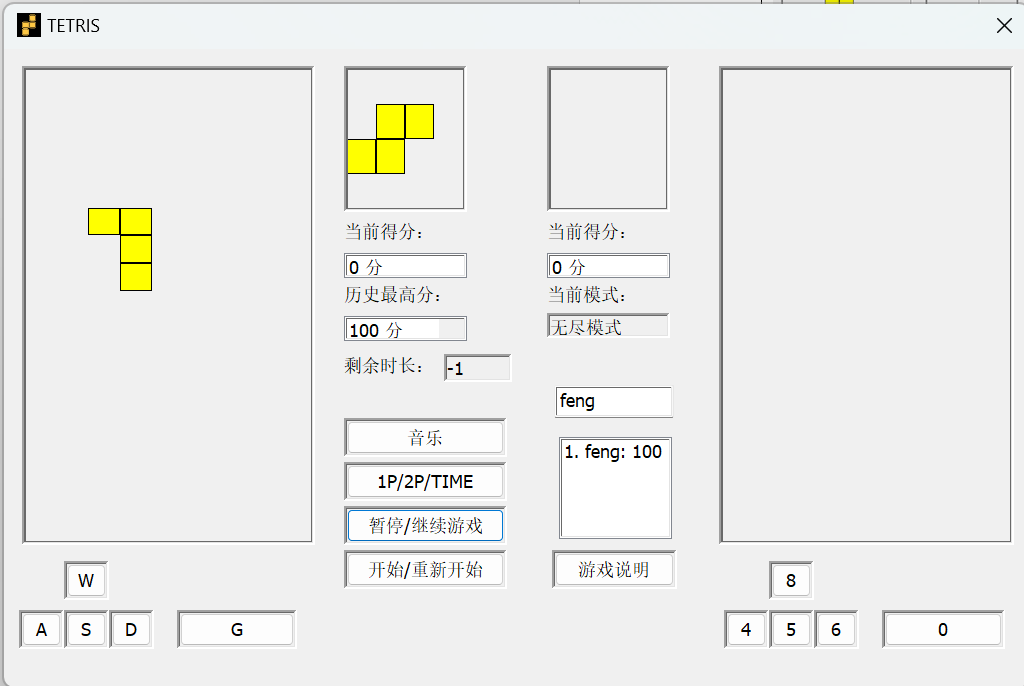 TETRIS
当前得分：
0 分
历史最高分：
100 分
剩余时长：
-1
当前得分：
0 分
当前模式：
无尽模式
feng
1. feng: 100
音乐
1P/2P/TIME
暂停/继续游戏
开始/重新开始
游戏说明
W
A S D G
8
4 5 6 0